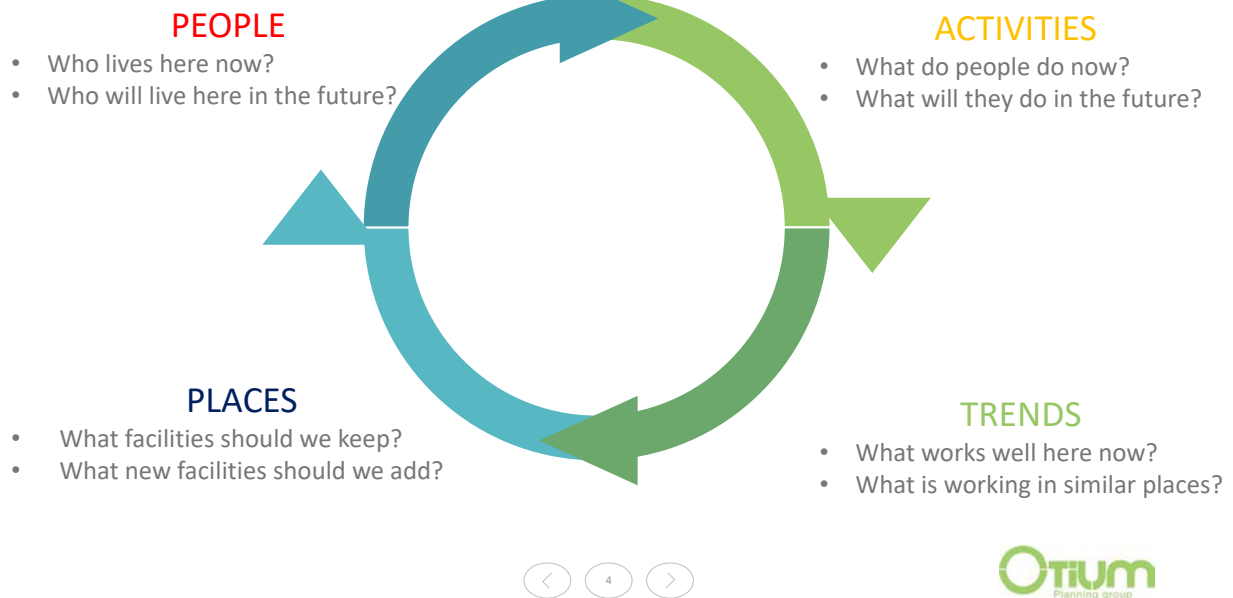 PEOPLE
• Who lives here now?
• Who will live here in the future?
ACTIVITIES
• What do people do now?
• What will they do in the future?
PLACES
• What facilities should we keep?
• What new facilities should we add?
TRENDS
• What works well here now?
• What is working in similar places?
4
OTiUM
Planning group